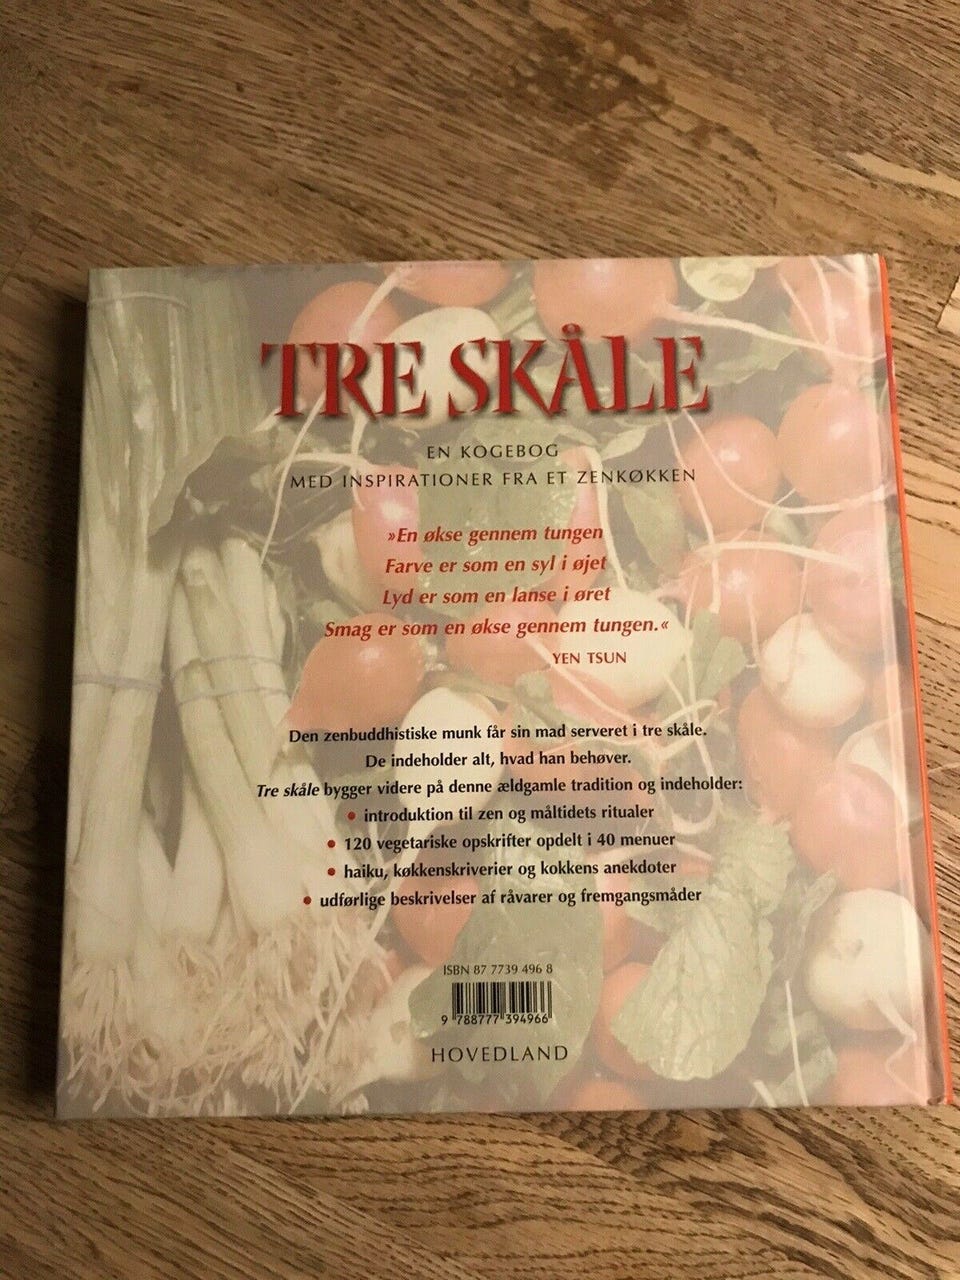 TRE SKÅLE
EN KOGEBOG
MED INSPIRATIONER FRA ET ZENKØKKEN
»En økse gennem tungen
Farve er som en syl i øjet
Lyd er som en lanse i øret
Smag er som en økse gennem tungen.«
YEN TSUN
Den zenbuddhistiske munk får sin mad serveret i tre skåle.
De indeholder alt, hvad han behøver.
Tre skåle bygger videre på denne ældgamle tradition og indeholder:
• introduktion til zen og måltidets ritualer
• 120 vegetariske opskrifter opdelt i 40 menuer
• haiku, køkkenskriverier og kokkens anekdoter
• udførlige beskrivelser af råvarer og fremgangsmåder
ISBN 87 7739 496 8
9 788777 394966
HOVEDLAND